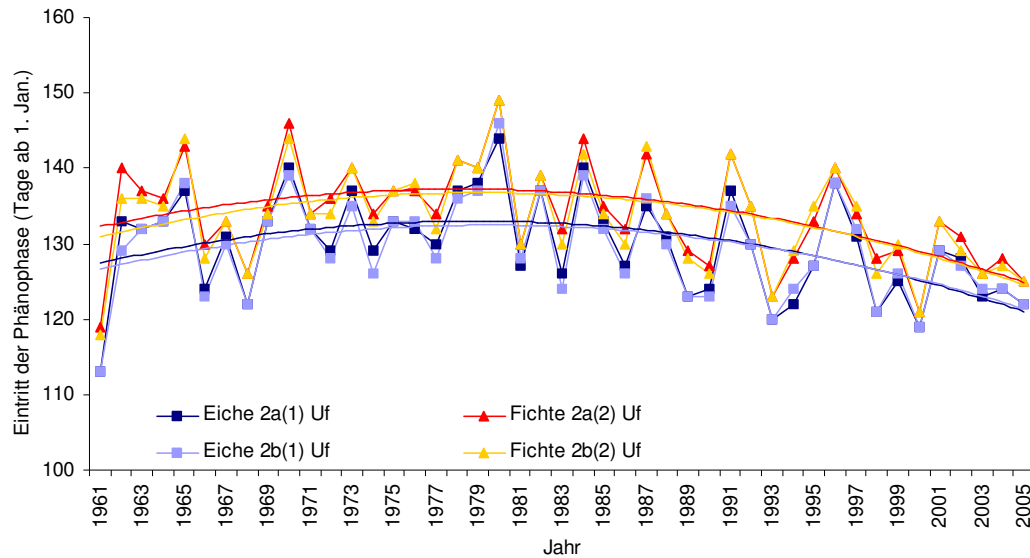 160
150
140
130
120
110
100
Eintritt der Phänophase (Tage ab 1. Jan.)
Eiche 2a(1) Uf
Fichte 2a(2) Uf
Eiche 2b(1) Uf
Fichte 2b(2) Uf
1961 1963 1965 1967 1969 1971 1973 1975 1977 1979 1981 1983 1985 1987 1989 1991 1993 1995 1997 1999 2001 2003 2005
Jahr